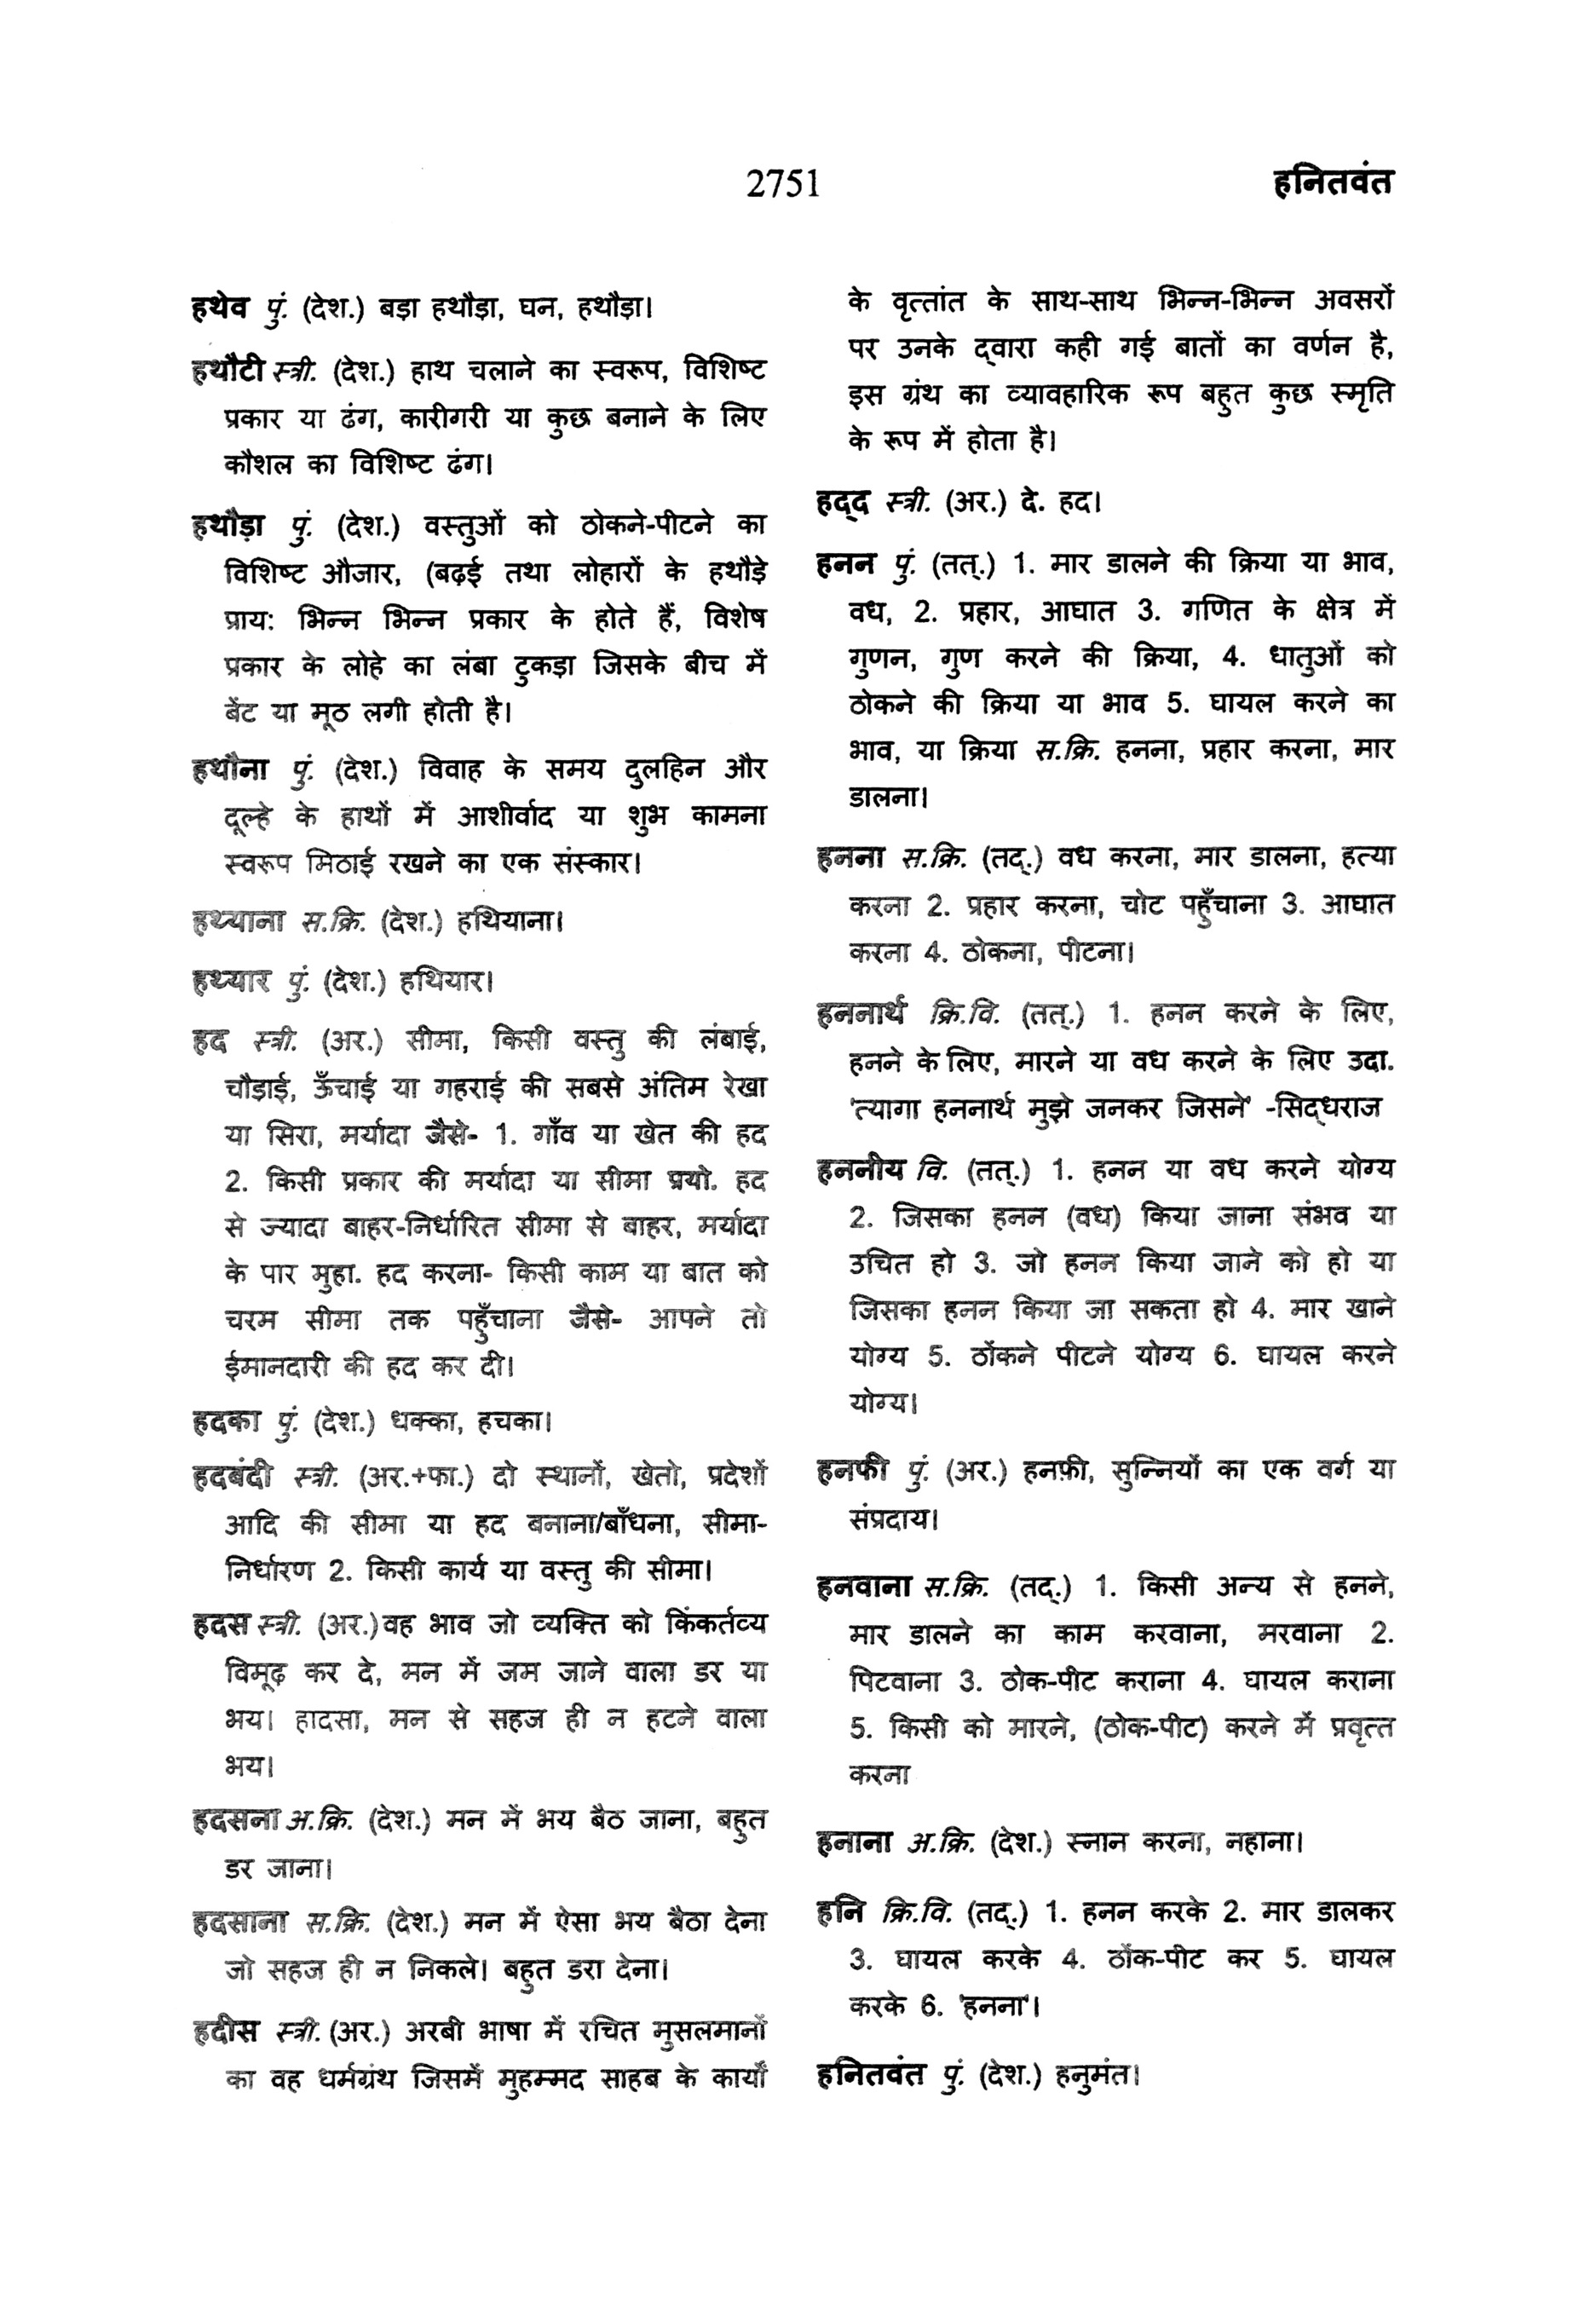 2751
हनितवंत
हथेव पुं. (देश.) बड़ा हथौड़ा, घन, हथौड़ा।
हथौटी स्त्री. (देश.) हाथ चलाने का स्वरूप, विशिष्ट
प्रकार या ढंग, कारीगरी या कुछ बनाने के लिए
कौशल का विशिष्ट ढंग।
हथौड़ा पुं. (देश.) वस्तुओं को ठोकने-पीटने का
विशिष्ट औजार, (बढ़ई तथा लोहारों के हथौड़े
प्राय: भिन्न भिन्न प्रकार के होते हैं, विशेष
प्रकार के लोहे का लंबा टुकड़ा जिसके बीच में
बेंट या मूठ लगी होती है।
हथौना पुं. (देश.) विवाह के समय दुलहिन और
दूल्हे के हाथों में आशीर्वाद या शुभ कामना
स्वरूप मिठाई रखने का एक संस्कार।
हथ्याना स.क्रि. (देश.) हथियाना।
हथ्यार पुं. (देश.) हथियार।
हद स्त्री. (अर.) सीमा, किसी वस्तु की लंबाई,
चौड़ाई, ऊँचाई या गहराई की सबसे अंतिम रेखा
या सिरा, मर्यादा जैसे- 1. गाँव या खेत की हद
2. किसी प्रकार की मर्यादा या सीमा प्रयो. हद
से ज्यादा बाहर-निर्धारित सीमा से बाहर, मर्यादा
के पार मुहा. हद करना- किसी काम या बात को
चरम सीमा तक पहुँचाना जैसे- आपने तो
ईमानदारी की हद कर दी।
हदका पुं. (देश.) धक्का, हचका।
हदबंदी स्त्री. (अर.+फा.) दो स्थानों, खेतो, प्रदेशों
आदि की सीमा या हद बनाना/बाँधना, सीमा-
निर्धारण 2. किसी कार्य या वस्तु की सीमा।
हदस स्त्री. (अर.)वह भाव जो व्यक्ति को किंकर्तव्य
विमूढ़ कर दे, मन में जम जाने वाला डर या
भय। हादसा, मन से सहज ही न हटने वाला
भय।
हदसना अ.क्रि. (देश.) मन में भय बैठ जाना, बहुत
डर जाना।
हदसाना स.क्रि. (देश.) मन में ऐसा भय बैठा देना
जो सहज ही न निकले। बहुत डरा देना।
हदीस स्त्री. (अर.) अरबी भाषा में रचित मुसलमानों
का वह धर्मग्रंथ जिसमें मुहम्मद साहब के कार्यों
के वृत्तांत के साथ-साथ भिन्न-भिन्न अवसरों
पर उनके द्वारा कही गई बातों का वर्णन है,
इस ग्रंथ का व्यावहारिक रूप बहुत कुछ स्मृति
के रूप में होता है।
हद्द स्त्री. (अर.) दे. हद।
हनन पुं. (तत्.) 1. मार डालने की क्रिया या भाव,
वध, 2. प्रहार, आघात 3. गणित के क्षेत्र में
गुणन, गुण करने की क्रिया, 4. धातुओं को
ठोकने की क्रिया या भाव 5. घायल करने का
भाव, या क्रिया स.क्रि. हनना, प्रहार करना, मार
डालना।
हनना स.क्रि. (तद्.) वध करना, मार डालना, हत्या
करना 2. प्रहार करना, चोट पहुँचाना 3. आघात
करना 4. ठोकना, पीटना।
हननार्थ क्रि.वि. (तत्.) 1. हनन करने के लिए,
हनने के लिए, मारने या वध करने के लिए उदा.
'त्यागा हननार्थ मुझे जनकर जिसने' -सिद्धराज
हननीय वि. (तत्.) 1. हनन या वध करने योग्य
2. जिसका हनन (वध) किया जाना संभव या
उचित हो 3. जो हनन किया जाने को हो या
जिसका हनन किया जा सकता हो 4. मार खाने
योग्य 5. ठोंकने पीटने योग्य 6. घायल करने
योग्य।
हनफी पुं. (अर.) हनफ़ी, सुन्नियों का एक वर्ग या
संप्रदाय।
हनवाना स.क्रि. (तद्.) 1. किसी अन्य से हनने,
मार डालने का काम करवाना, मरवाना 2.
पिटवाना 3. ठोक-पीट कराना 4. घायल कराना
5. किसी को मारने, (ठोक-पीट) करने में प्रवृत्त
करना
हनाना अ.क्रि. (देश.) स्नान करना, नहाना।
हनि क्रि.वि. (तद्.) 1. हनन करके 2. मार डालकर
3. घायल करके 4. ठोंक-पीट कर 5. घायल
करके 6. 'हनना'।
हनितवंत पुं. (देश.) हनुमंत।